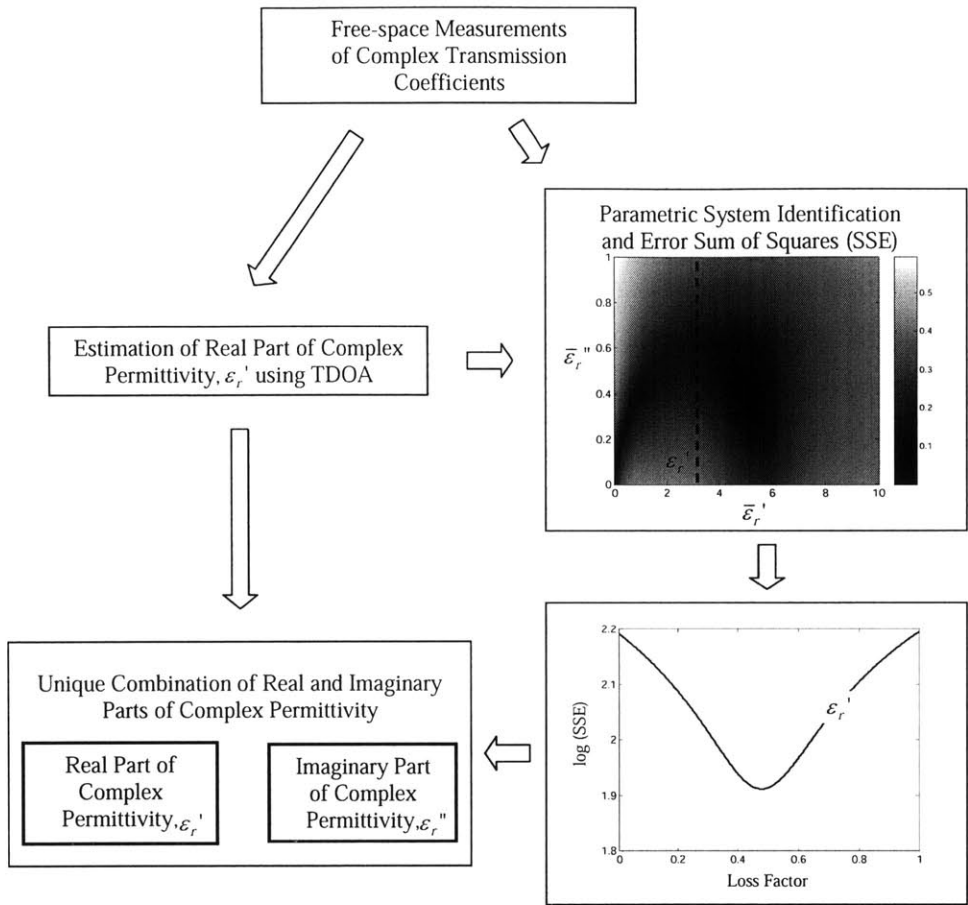 Free-space Measurements
of Complex Transmission
Coefficients
Parametric System Identification
and Error Sum of Squares (SSE)
1
0.8
0.6
0.4
0.2
0
ε̅r"
εr'
0 2 4 6 8 10
ε̅r'
0.5
0.4
0.3
0.2
0.1
Estimation of Real Part of Complex
Permittivity, εr' using TDOA
Unique Combination of Real and Imaginary
Parts of Complex Permittivity
Real Part of
Complex
Permittivity,εr'
Imaginary Part
of Complex
Permittivity,εr"
2.2
2.1
2
1.9
1.8
log (SSE)
εr'
0 0.2 0.4 0.6 0.8 1
Loss Factor